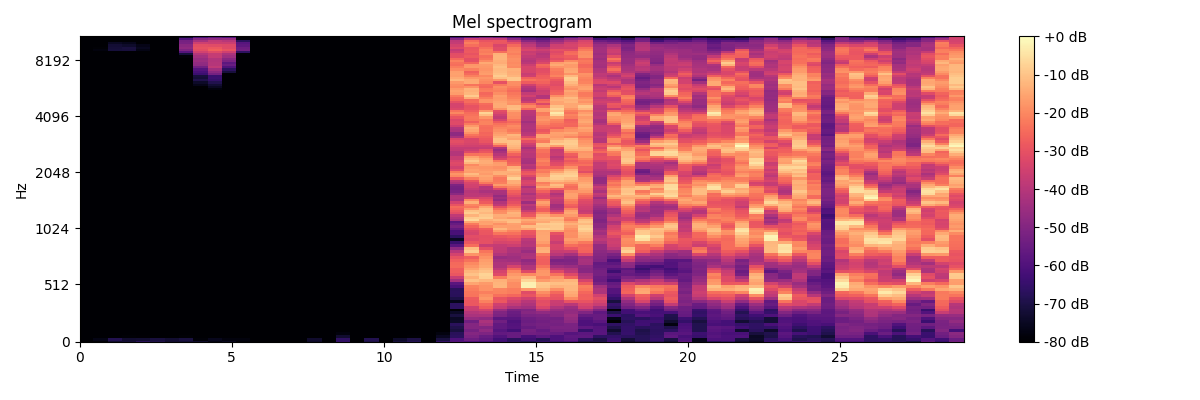 Mel spectrogram
Hz
8192
4096
2048
1024
512
0
0 5 10 15 20 25
Time
+0 dB
-10 dB
-20 dB
-30 dB
-40 dB
-50 dB
-60 dB
-70 dB
-80 dB